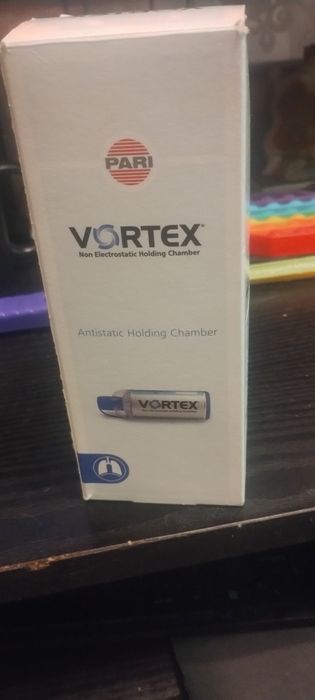 PARI
VORTEX®
Non Electrostatic Holding Chamber
Antistatic Holding Chamber
VORTEX